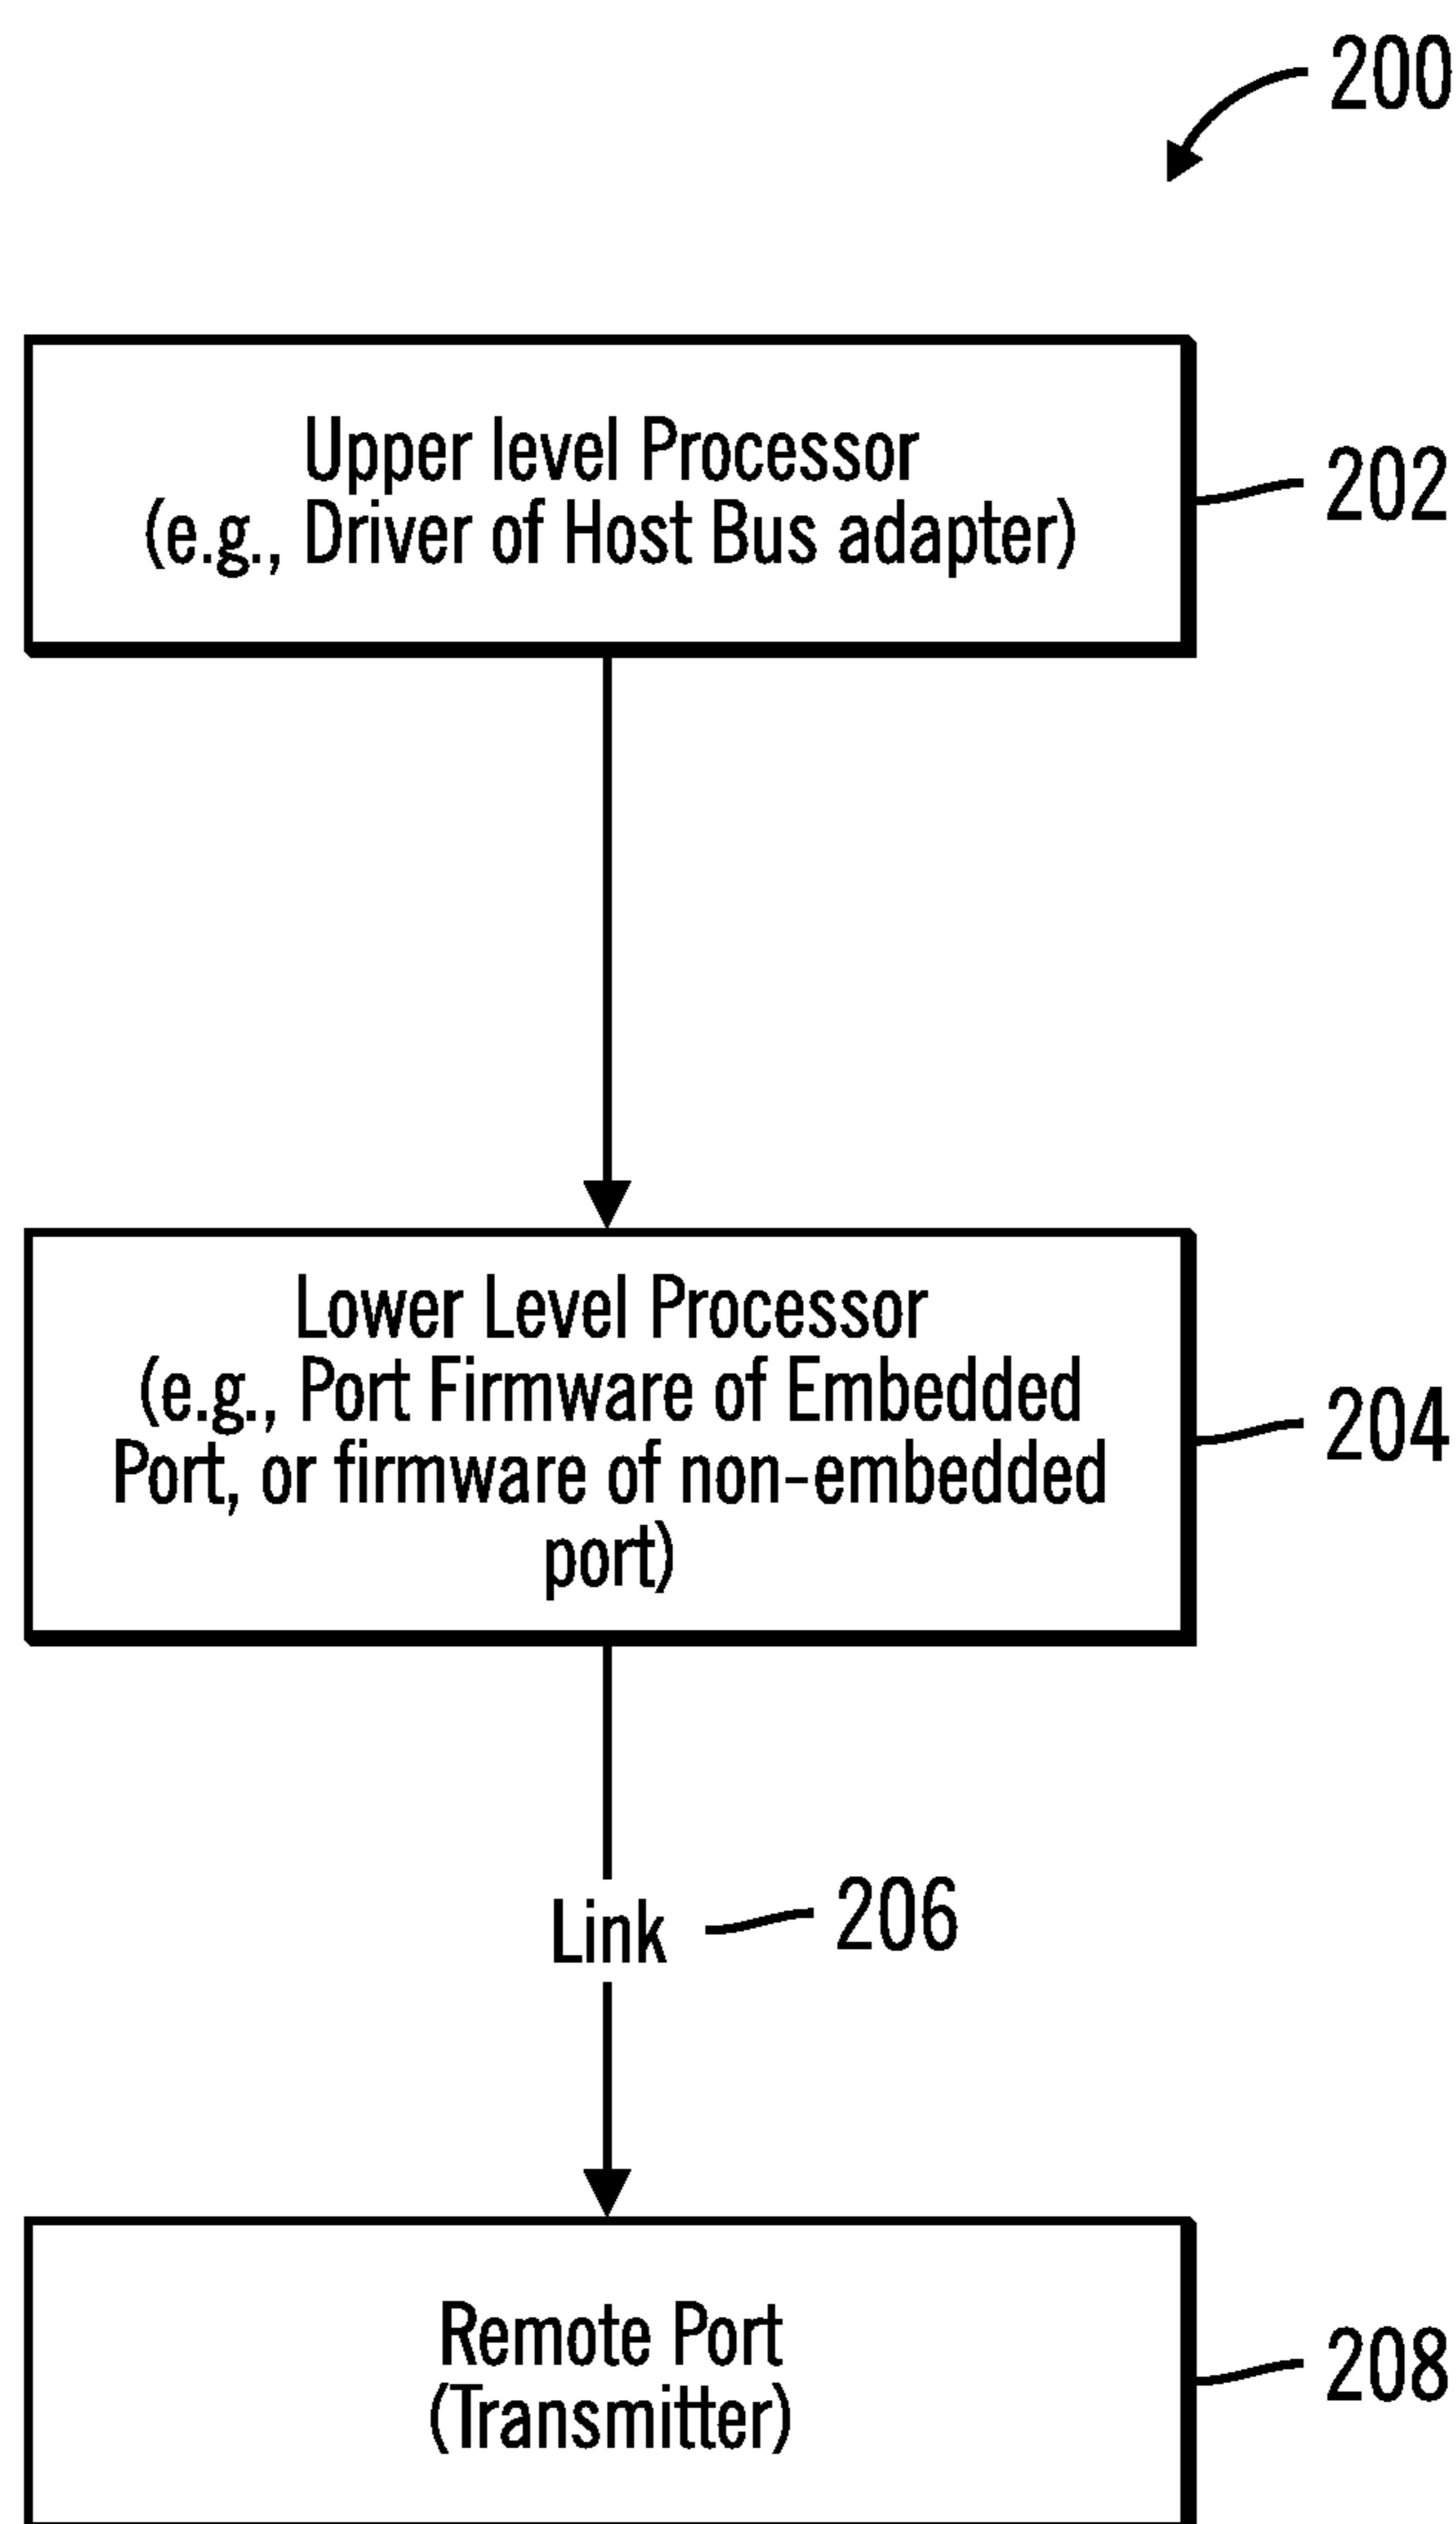 200
Upper level Processor
(e.g., Driver of Host Bus adapter)
202
Lower Level Processor
(e.g., Port Firmware of Embedded
Port, or firmware of non-embedded
port)
204
Link
206
Remote Port
(Transmitter)
208